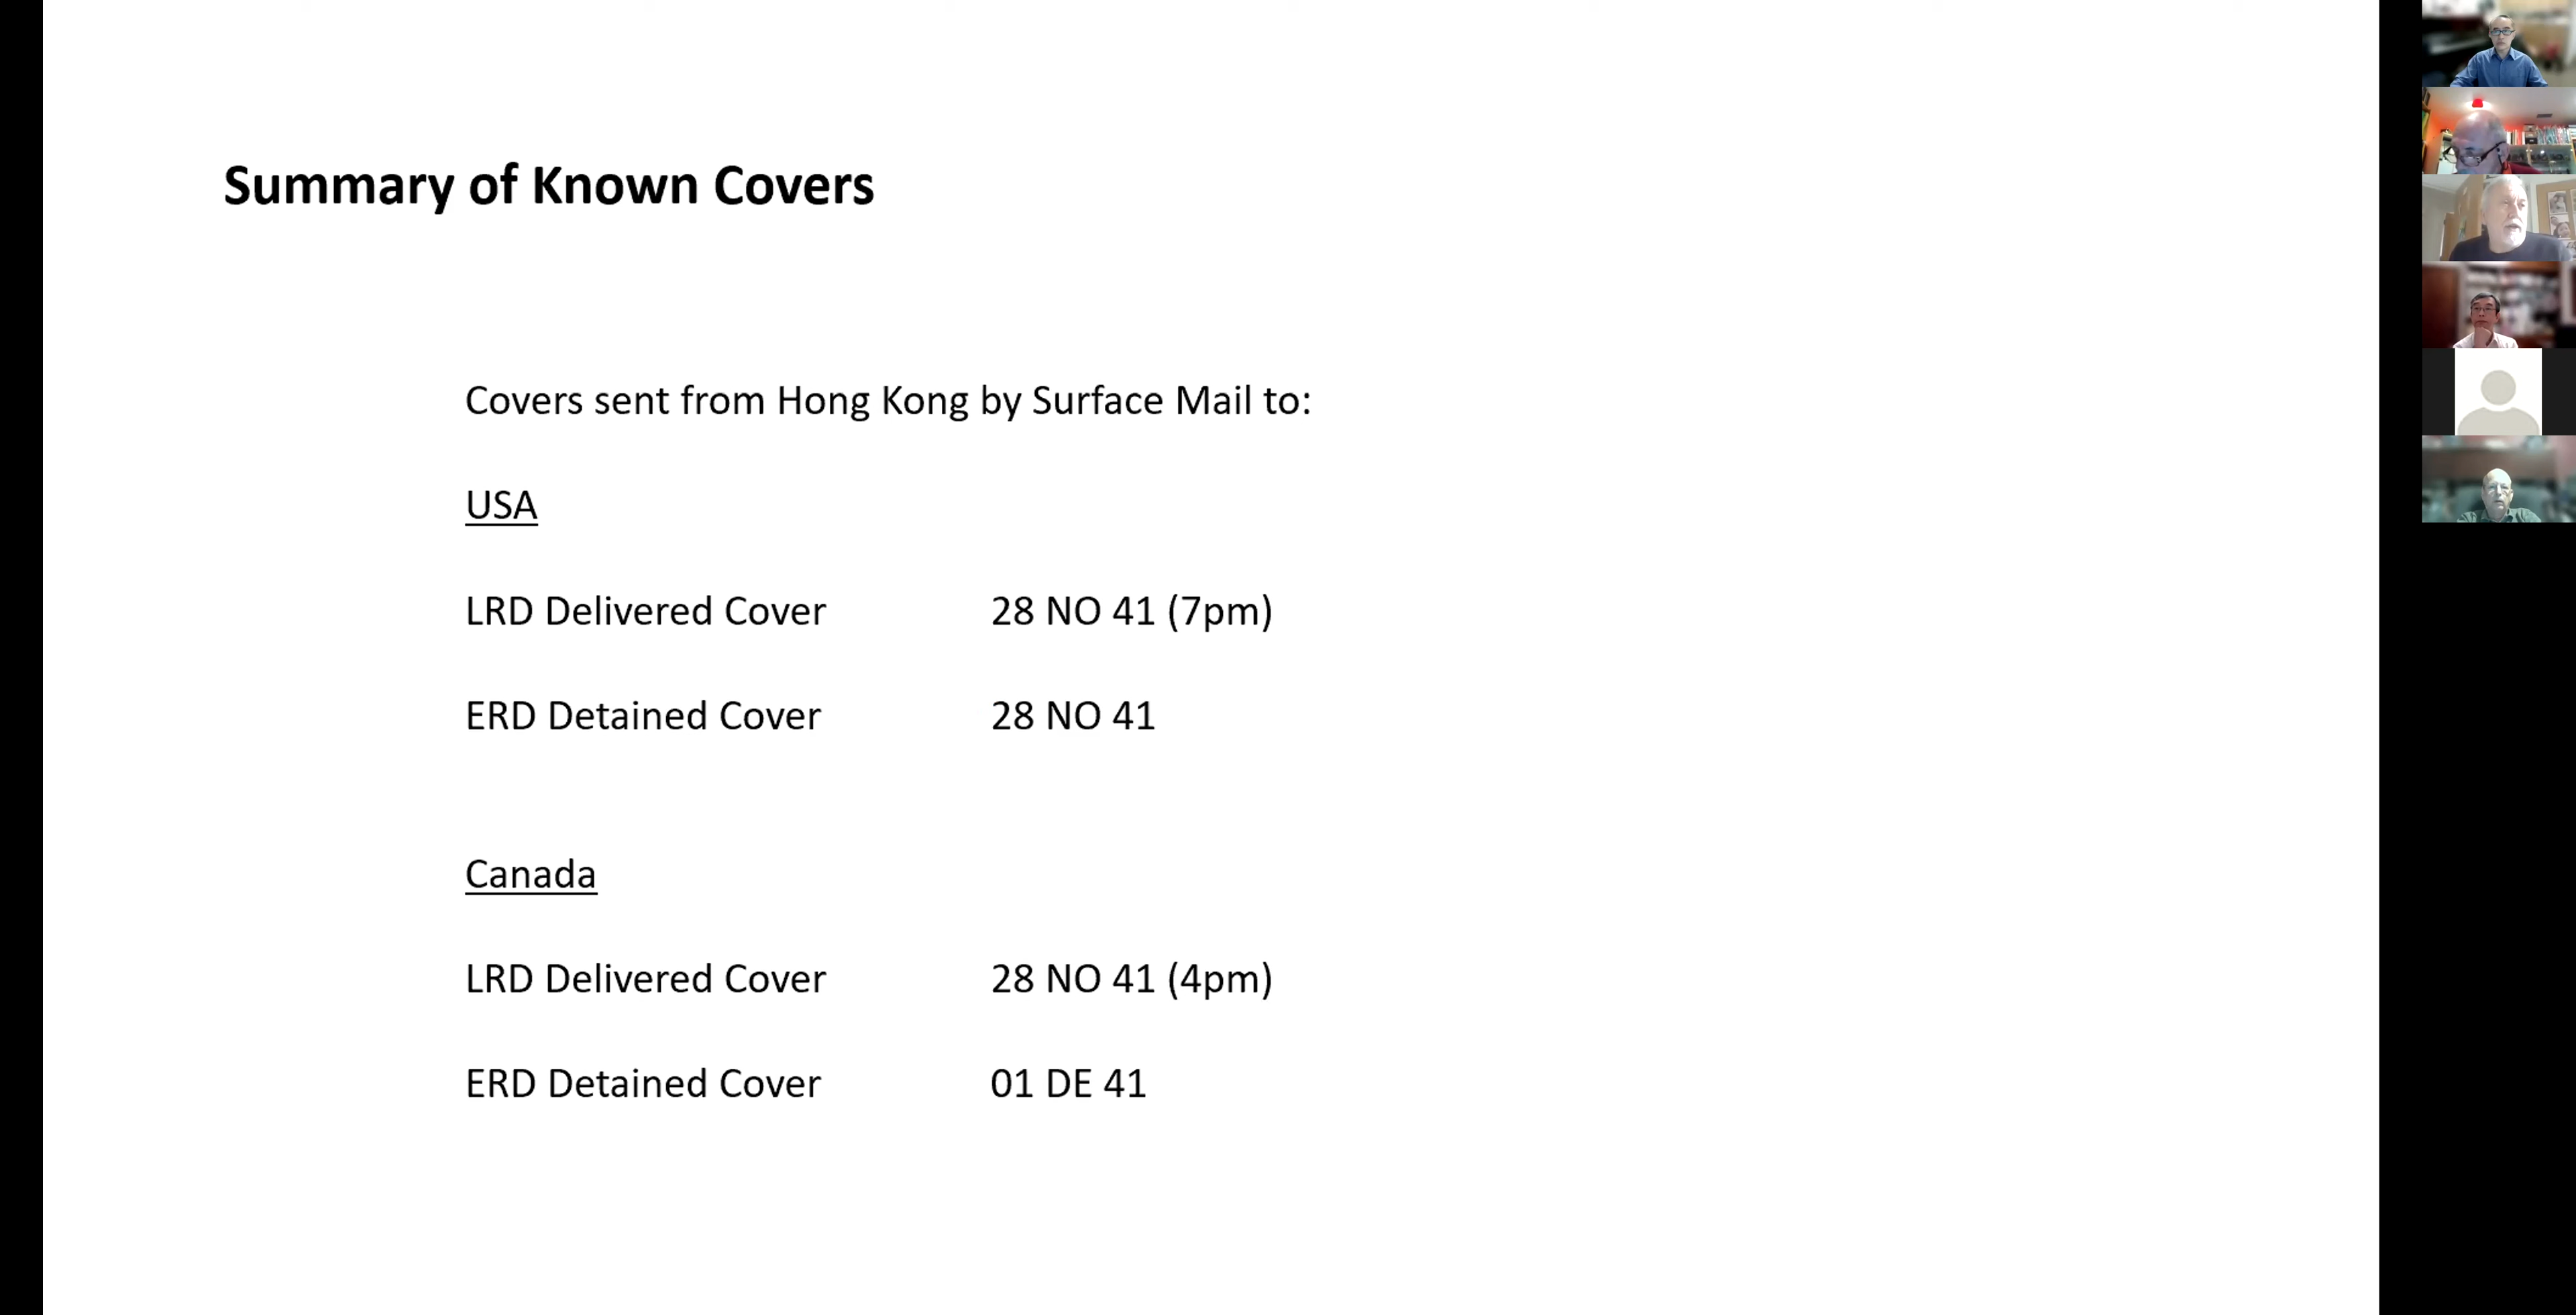 Summary of Known Covers
Covers sent from Hong Kong by Surface Mail to:
USA
LRD Delivered Cover 28 NO 41 (7pm)
ERD Detained Cover 28 NO 41
Canada
LRD Delivered Cover 28 NO 41 (4pm)
ERD Detained Cover 01 DE 41